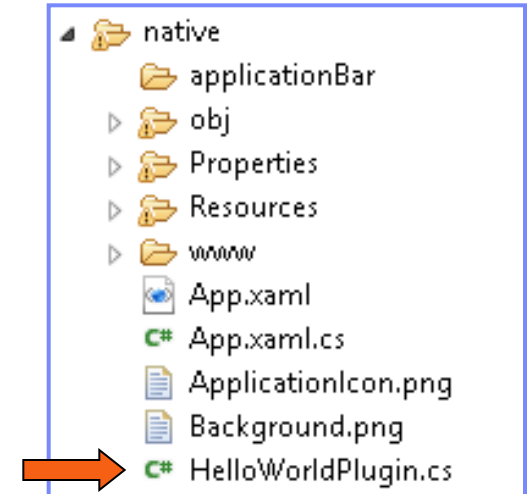 native
applicationBar
obj
Properties
Resources
www
App.xaml
C# App.xaml.cs
ApplicationIcon.png
Background.png
C# HelloWorldPlugin.cs